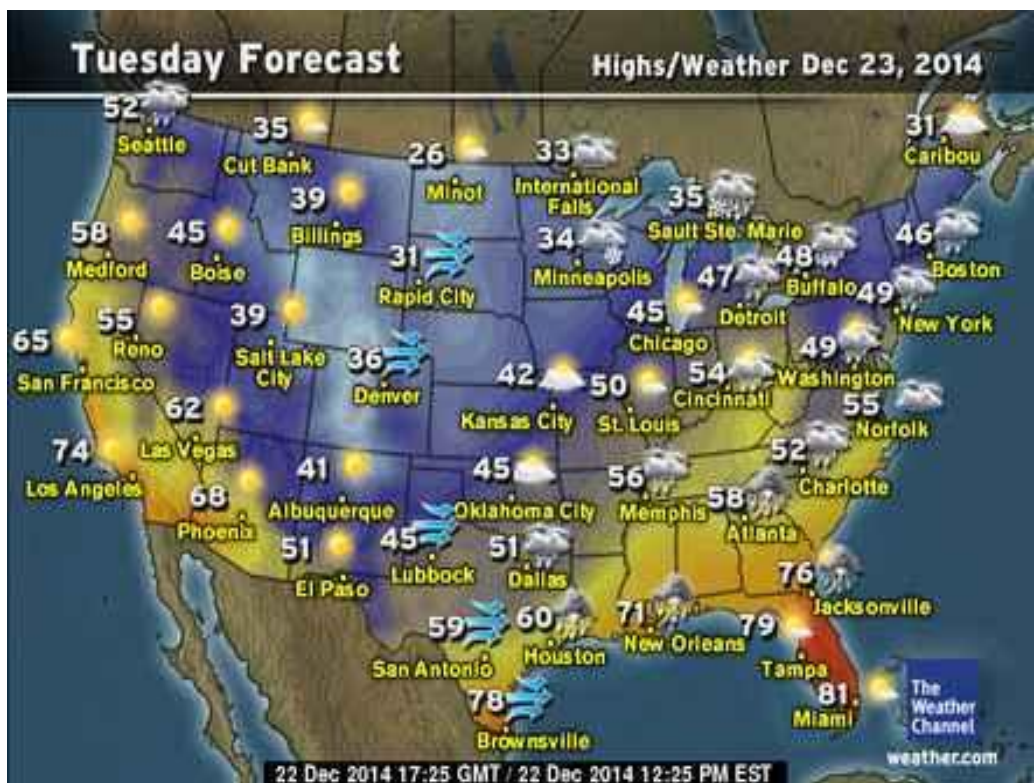 Tuesday Forecast
Highs/Weather Dec 23, 2014
52
Seattle
35
Cut Bank
26
Minot
33
International
Falls
31
Caribou
39
Billings
35
Sault Ste. Marie
58
Medford
45
Boise
31
Rapid City
34
Minneapolis
48
Buffalo
46
Boston
47
Detroit
49
New York
65
San Francisco
55
Reno
39
Salt Lake
City
36
Denver
45
Chicago
49
Washington
42
Kansas City
50
St. Louis
54
Cincinnati
55
Norfolk
62
Las Vegas
74
Los Angeles
68
Phoenix
41
Albuquerque
45
Oklahoma City
56
Memphis
52
Charlotte
58
Atlanta
51
El Paso
45
Lubbock
51
Dallas
76
Jacksonville
59
San Antonio
60
Houston
71
New Orleans
79
Tampa
78
Brownsville
81
Miami
The
Weather
Channel
weather.com
22 Dec 2014 17:25 GMT / 22 Dec 2014 12:25 PM EST